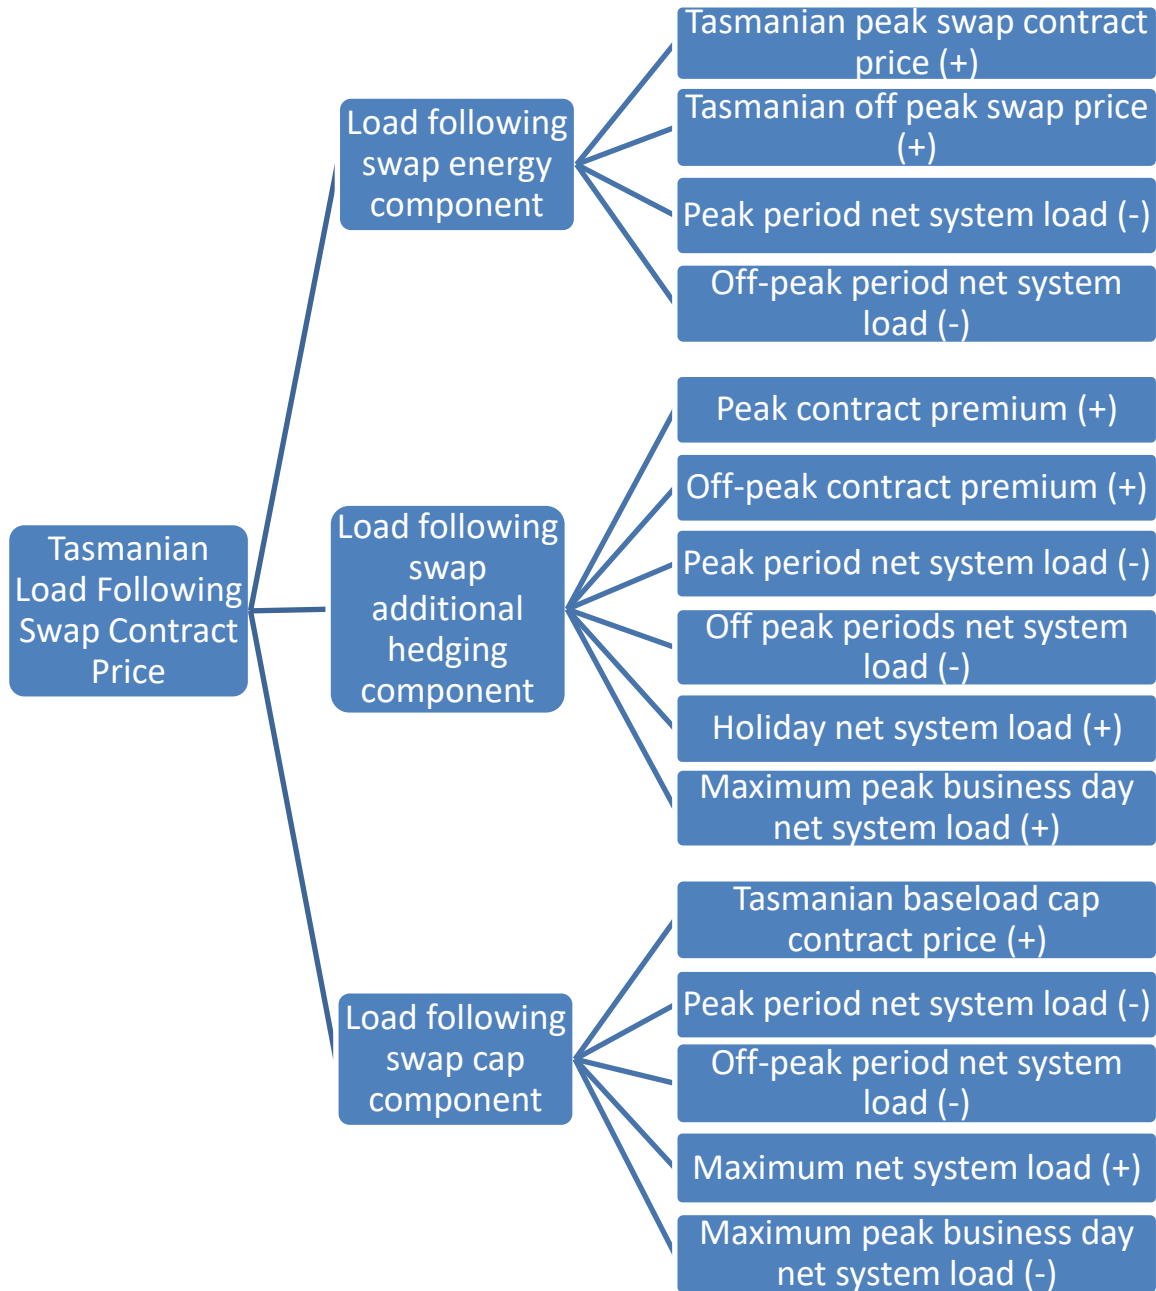 Tasmanian
Load Following
Swap Contract
Price
Load following
swap energy
component
Tasmanian peak swap contract
price (+)
Tasmanian off peak swap price
(+)
Peak period net system load (-)
Off-peak period net system
load (-)
Load following
swap
additional
hedging
component
Peak contract premium (+)
Off-peak contract premium (+)
Peak period net system load (-)
Off peak periods net system
load (-)
Holiday net system load (+)
Maximum peak business day
net system load (+)
Load following
swap cap
component
Tasmanian baseload cap
contract price (+)
Peak period net system load (-)
Off-peak period net system
load (-)
Maximum net system load (+)
Maximum peak business day
net system load (-)